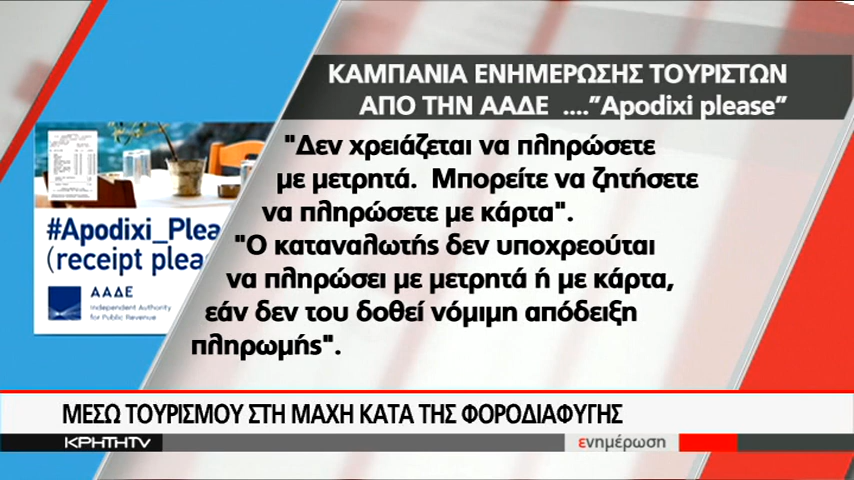 ΚΑΜΠΑΝΙΑ ΕΝΗΜΕΡΩΣΗΣ ΤΟΥΡΙΣΤΩΝ
ΑΠΟ ΤΗΝ ΑΑΔΕ ....”Apodixi please”
"Δεν χρειάζεται να πληρώσετε
με μετρητά. Μπορείτε να ζητήσετε
να πληρώσετε με κάρτα".
"Ο καταναλωτής δεν υποχρεούται
να πληρώσει με μετρητά ή με κάρτα,
εάν δεν του δοθεί νόμιμη απόδειξη
πληρωμής".
#Apodixi_Plea
(receipt pleas
ΑΑΔΕ
Independent Authority
for Public Revenue
ΜΕΣΩ ΤΟΥΡΙΣΜΟΥ ΣΤΗ ΜΑΧΗ ΚΑΤΑ ΤΗΣ ΦΟΡΟΔΙΑΦΥΓΗΣ
ΚΡΗΤΗTV
ενημέρωση